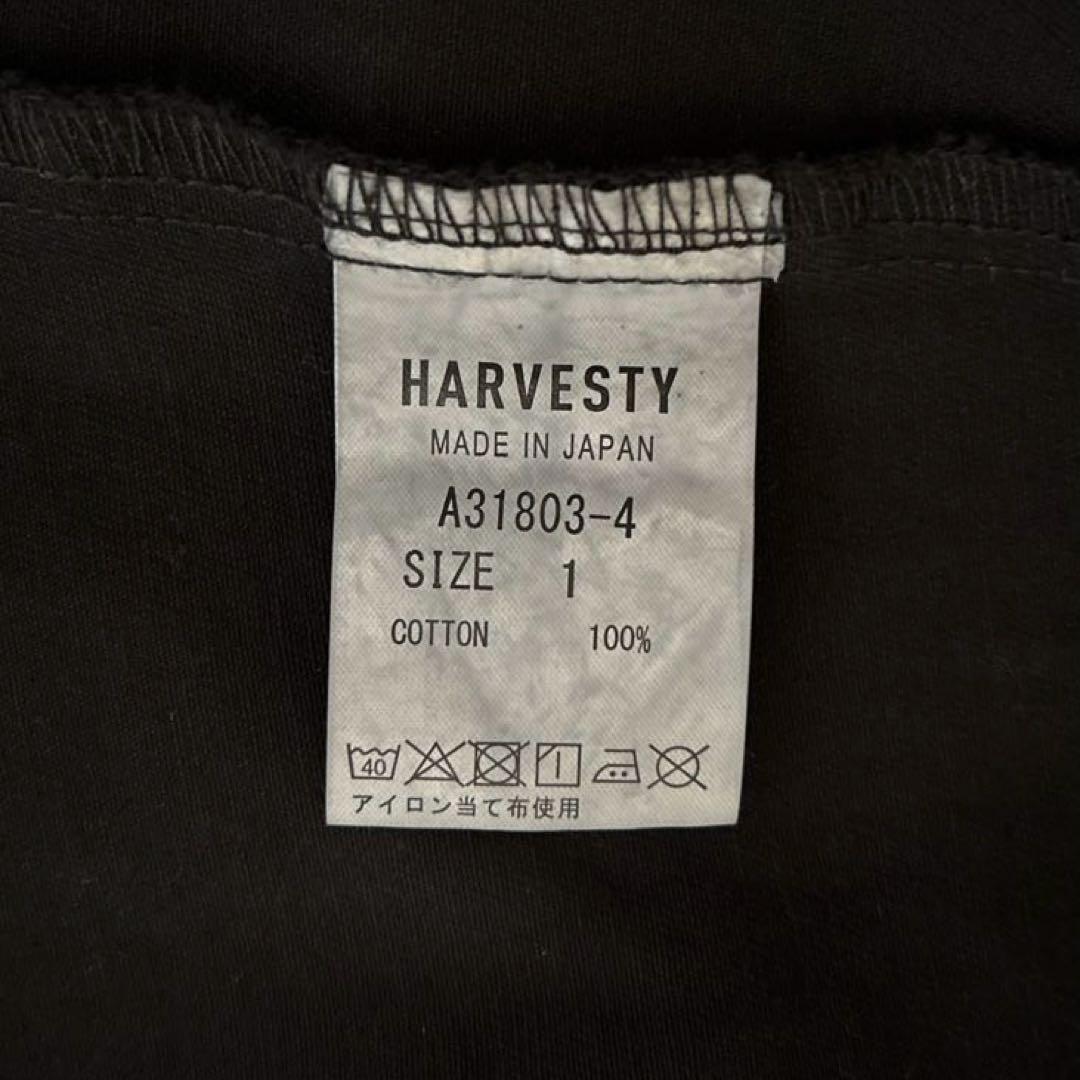 HARVESTY
MADE IN JAPAN
A31803-4
SIZE 1
COTTON 100%
40
アイロン当て布使用